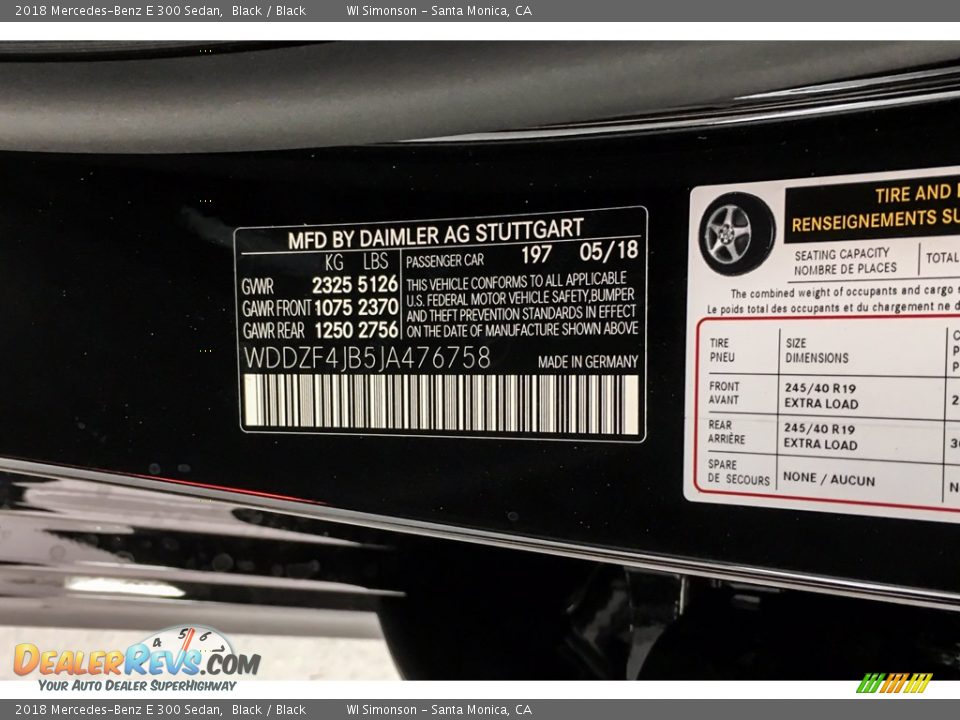 2018 Mercedes-Benz E 300 Sedan, Black / Black WI Simonson - Santa Monica, CA
MFD BY DAIMLER AG STUTTGART
KG LBS PASSENGER CAR 197 05/18
GVWR 2325 5126
GAWR FRONT 1075 2370
GAWR REAR 1250 2756
THIS VEHICLE CONFORMS TO ALL APPLICABLE
U.S. FEDERAL MOTOR VEHICLE SAFETY,BUMPER
AND THEFT PREVENTION STANDARDS IN EFFECT
ON THE DATE OF MANUFACTURE SHOWN ABOVE
WDDZF4JB5JA476758 MADE IN GERMANY
TIRE AND
RENSEIGNEMENTS
SEATING CAPACITY TOTAL
NOMBRE DE PLACES
The combined weight of occupants and cargo
Le poids total des occupants et du chargement ne
TIRE SIZE
PNEU DIMENSIONS
FRONT 245/40 R19
AVANT EXTRA LOAD
REAR 245/40 R19
ARRIÈRE EXTRA LOAD
SPARE NONE / AUCUN
DE SECOURS
4 5 6
DEALERREVS.COM
YOUR AUTO DEALER SUPERHIGHWAY
2018 Mercedes-Benz E 300 Sedan, Black / Black WI Simonson - Santa Monica, CA